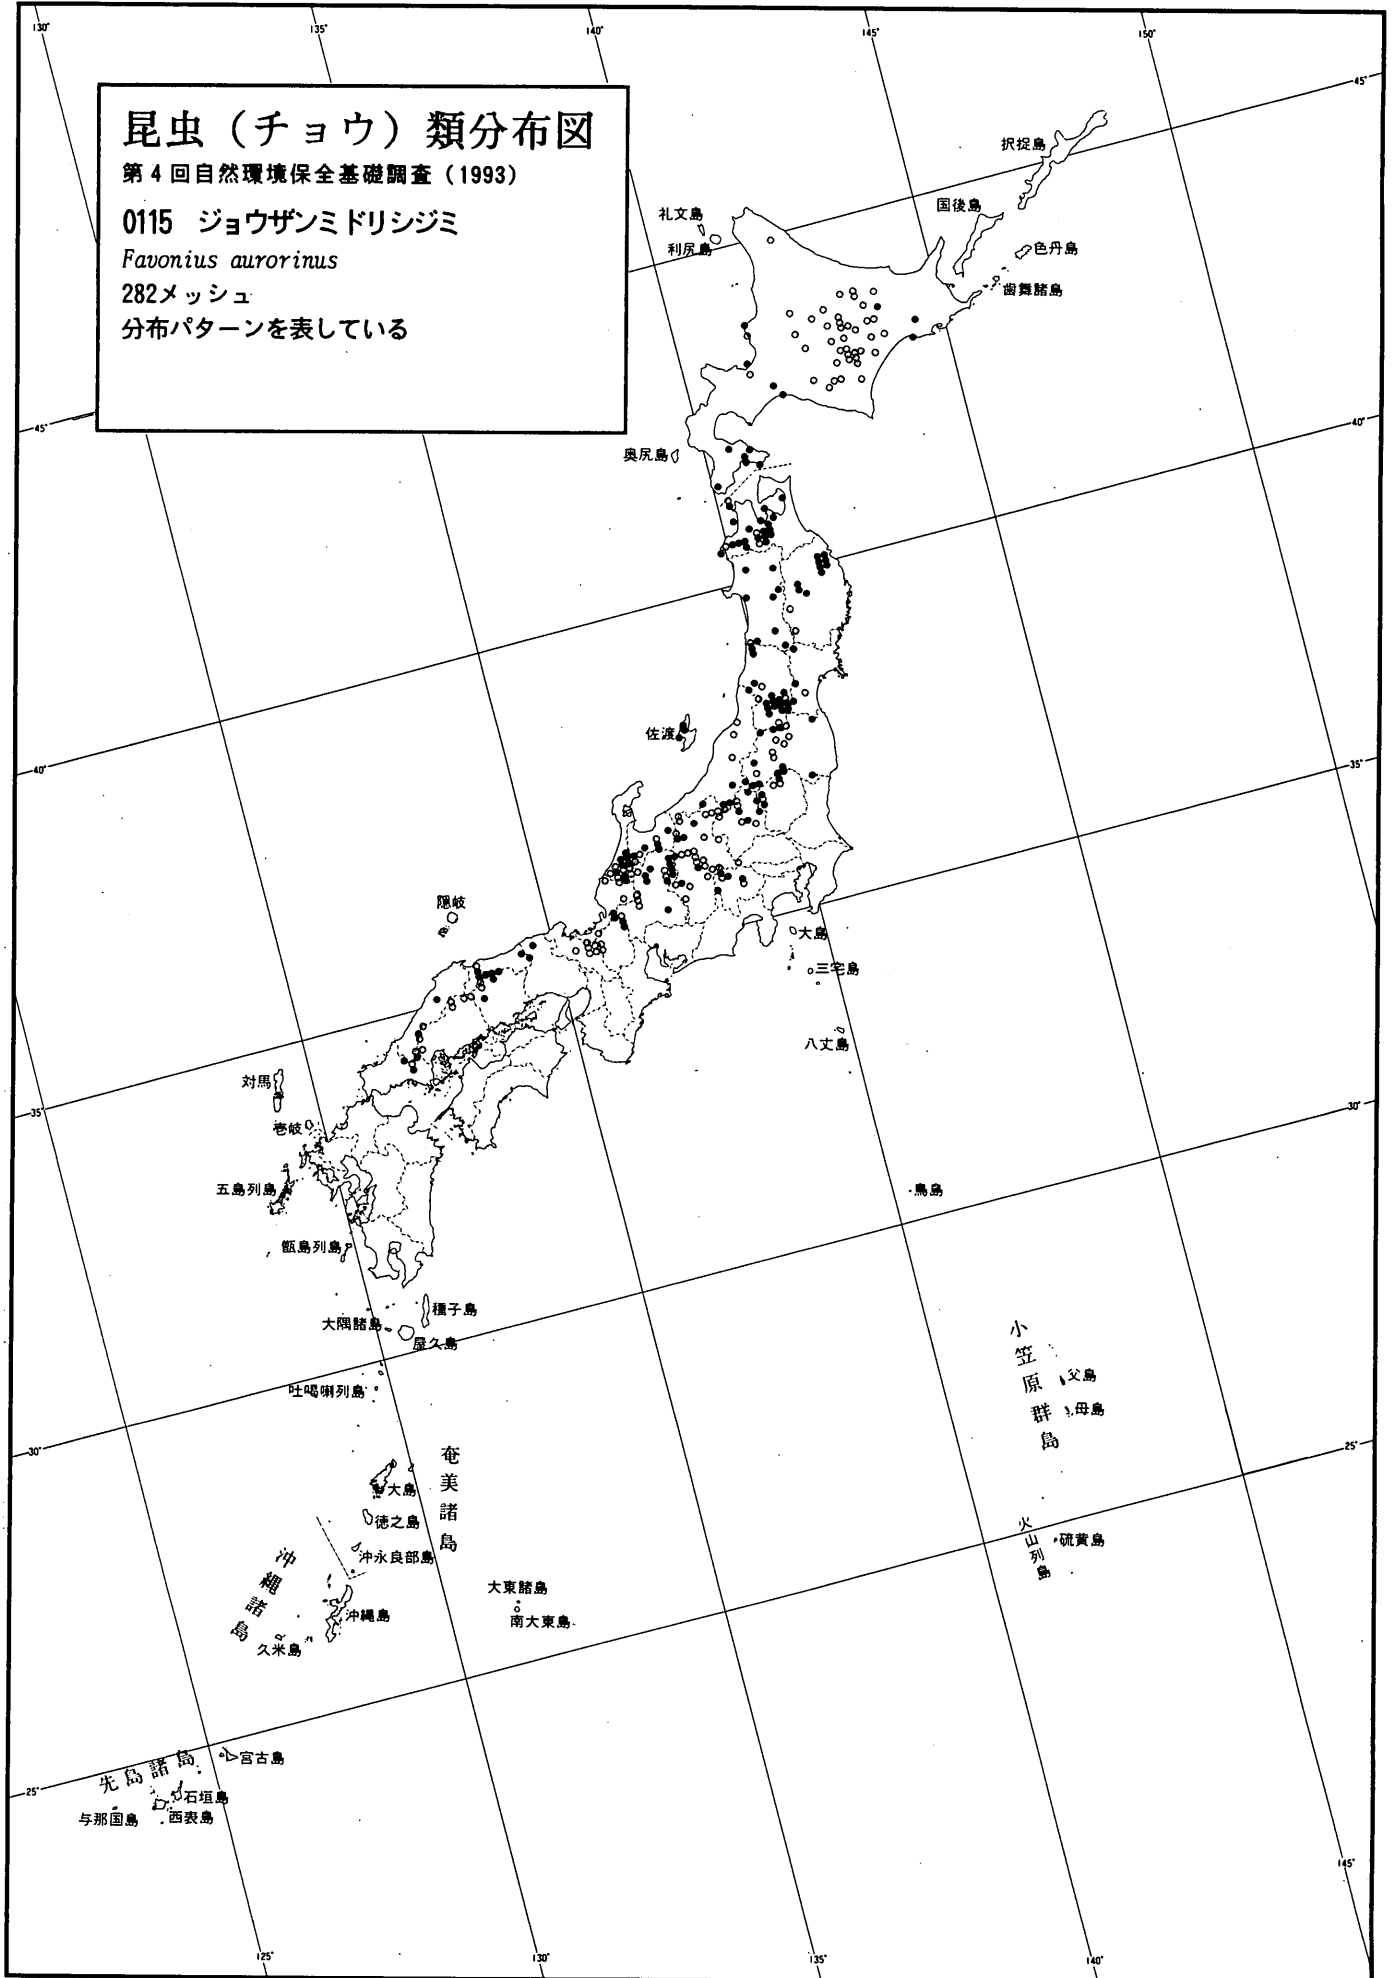 130°
135°
140°
145°
150°
昆虫（チョウ）類分布図
第4回自然環境保全基礎調査（1993）
0115 ジョウザンミドリシジミ
Favonius aurorinus
282メッシュ
分布パターンを表している
45°
択捉島
国後島
礼文島
利尻島
色丹島
歯舞諸島
45°
40°
奥尻島
佐渡
40°
35°
隠岐
大島
三宅島
八丈島
対馬
35°
壱岐
30°
五島列島
鳥島
甑島列島
種子島
大隅諸島
屋久島
吐噶喇列島
小笠原群島
父島
母島
30°
25°
奄美諸島
大島
徳之島
沖永良部島
火山列島
硫黄島
沖縄諸島
大東諸島
沖縄島
南大東島
久米島
先島諸島
宮古島
25°
石垣島
与那国島
西表島
145°
125°
130°
135°
140°